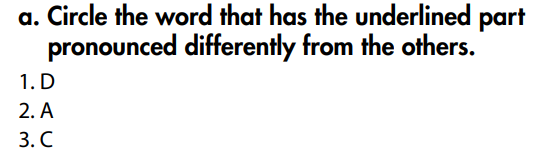 a. Circle the word that has the underlined part
pronounced differently from the others.
1. D
2. A
3. C